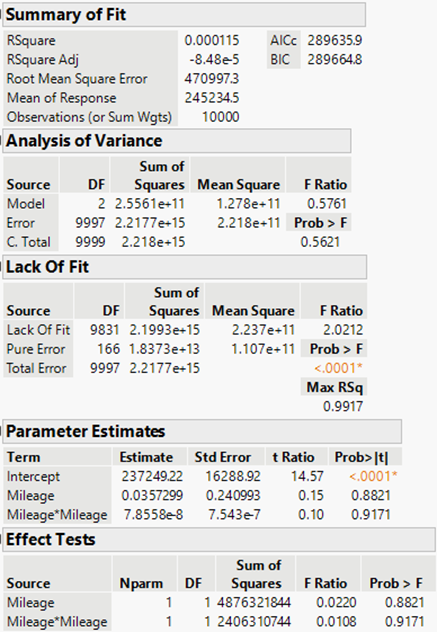 Summary of Fit
RSquare 0.000115 AICc 289635.9
RSquare Adj -8.48e-5 BIC 289664.8
Root Mean Square Error 470997.3
Mean of Response 245234.5
Observations (or Sum Wgts) 10000
Analysis of Variance
Sum of
Source DF Squares Mean Square F Ratio
Model 2 2.5561e+11 1.278e+11 0.5761
Error 9997 2.2177e+15 2.218e+11 Prob > F
C. Total 9999 2.218e+15 0.5621
Lack Of Fit
Sum of
Source DF Squares Mean Square F Ratio
Lack Of Fit 9831 2.1993e+15 2.237e+11 2.0212
Pure Error 166 1.8373e+13 1.107e+11 Prob > F
Total Error 9997 2.2177e+15 <.0001*
Max RSq
0.9917
Parameter Estimates
Term Estimate Std Error t Ratio Prob>|t|
Intercept 237249.22 16288.92 14.57 <.0001*
Mileage 0.0357299 0.240993 0.15 0.8821
Mileage*Mileage 7.8558e-8 7.543e-7 0.10 0.9171
Effect Tests
Sum of
Source Nparm DF Squares F Ratio Prob > F
Mileage 1 1 4876321844 0.0220 0.8821
Mileage*Mileage 1 1 2406310744 0.0108 0.9171